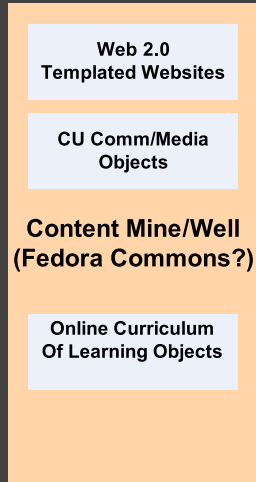 Web 2.0
Templated Websites
CU Comm/Media
Objects
Content Mine/Well
(Fedora Commons?)
Online Curriculum
Of Learning Objects